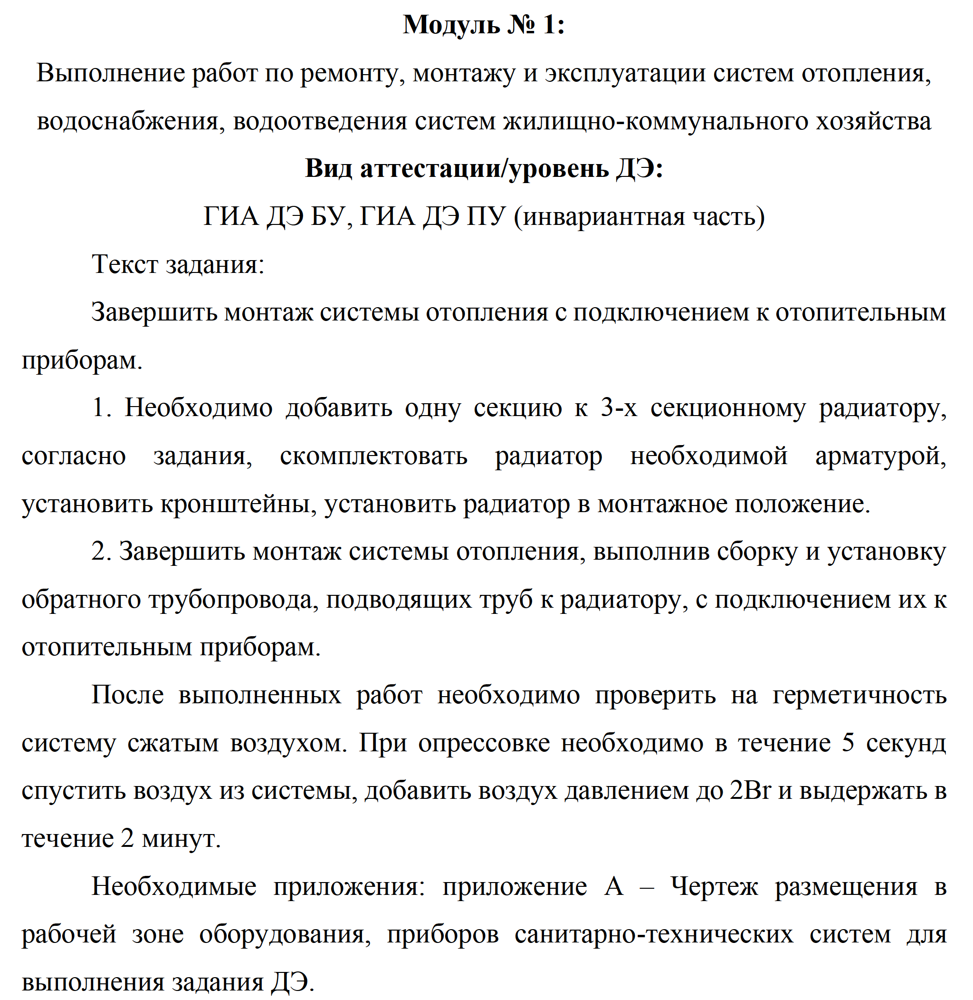 Модуль № 1:
Выполнение работ по ремонту, монтажу и эксплуатации систем отопления,
водоснабжения, водоотведения систем жилищно-коммунального хозяйства
Вид аттестации/уровень ДЭ:
ГИА ДЭ БУ, ГИА ДЭ ПУ (инвариантная часть)
Текст задания:
Завершить монтаж системы отопления с подключением к отопительным
приборам.
1. Необходимо добавить одну секцию к 3-х секционному радиатору,
согласно задания, скомплектовать радиатор необходимой арматурой,
установить кронштейны, установить радиатор в монтажное положение.
2. Завершить монтаж системы отопления, выполнив сборку и установку
обратного трубопровода, подводящих труб к радиатору, с подключением их к
отопительным приборам.
После выполненных работ необходимо проверить на герметичность
систему сжатым воздухом. При опрессовке необходимо в течение 5 секунд
спустить воздух из системы, добавить воздух давлением до 2Br и выдержать в
течение 2 минут.
Необходимые приложения: приложение А – Чертеж размещения в
рабочей зоне оборудования, приборов санитарно-технических систем для
выполнения задания ДЭ.